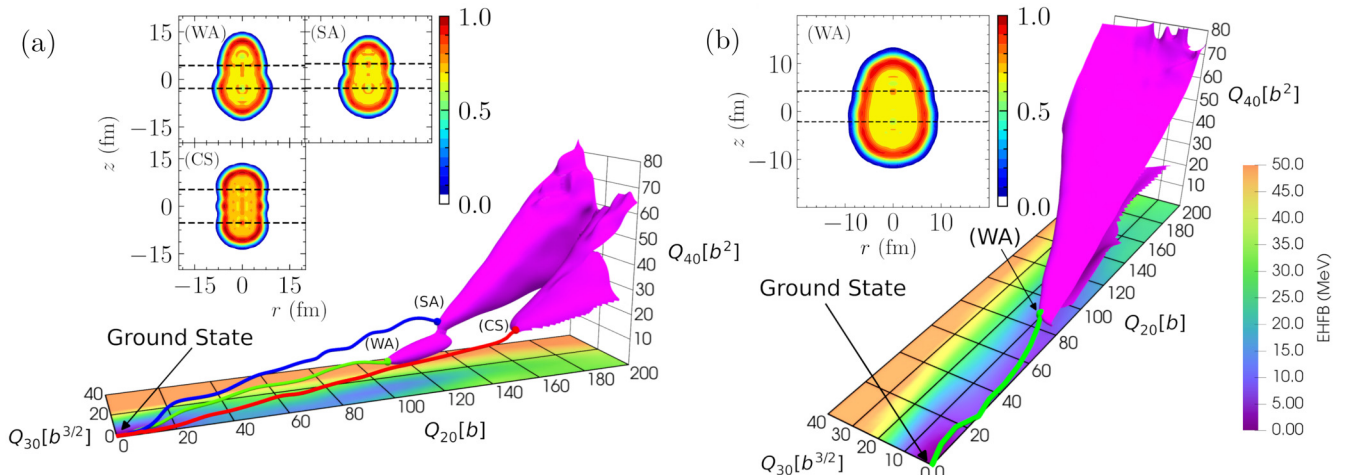 (a)
(WA)
(SA)
(CS)
15
0
−15
15
0
−15
z (fm)
−15 0 15
r (fm)
1.0
0.5
0.0
Ground State
(SA)
(WA)
(CS)
Q40[b²]
80
70
60
50
40
30
20
10
40
20
0
Q30[b^3/2]
0 20 40 60 80 100 120 140 160 180 200
Q20[b]
(b)
(WA)
10
0
−10
z (fm)
−10 0 10
r (fm)
1.0
0.5
0.0
Ground State
(WA)
Q40[b²]
80
70
60
50
40
30
20
10
40 30 20 10
Q30[b^3/2]
0.0 20 40 60 80 100 120 140 160 180 200
Q20[b]
50.0
45.0
40.0
35.0
30.0
25.0
20.0
15.0
10.0
5.00
0.00
EHFB (MeV)